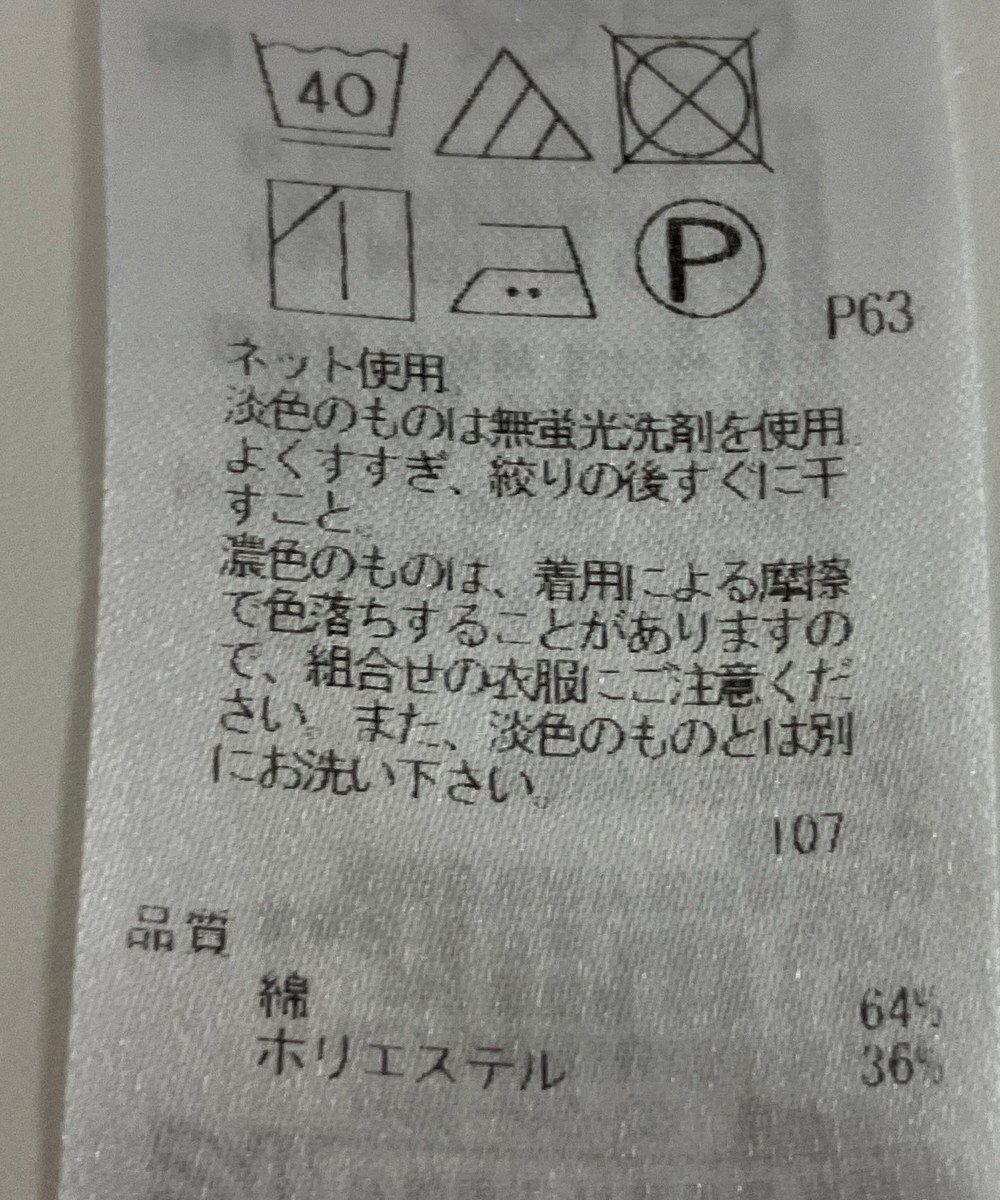 40
P
P63
ネット使用
淡色のものは無蛍光洗剤を使用。
よくすすぎ、絞りの後すぐに干
すこと。
濃色のものは、着用による摩擦
で色落ちすることがありますの
で、組合せの衣服にご注意くだ
さい。また、淡色のものとは別
にお洗い下さい。
107
品質
綿 64%
ポリエステル 36%